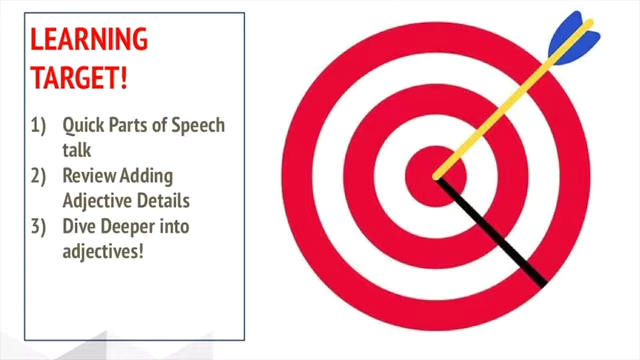 LEARNING
TARGET!
1) Quick Parts of Speech
talk
2) Review Adding
Adjective Details
3) Dive Deeper into
adjectives!